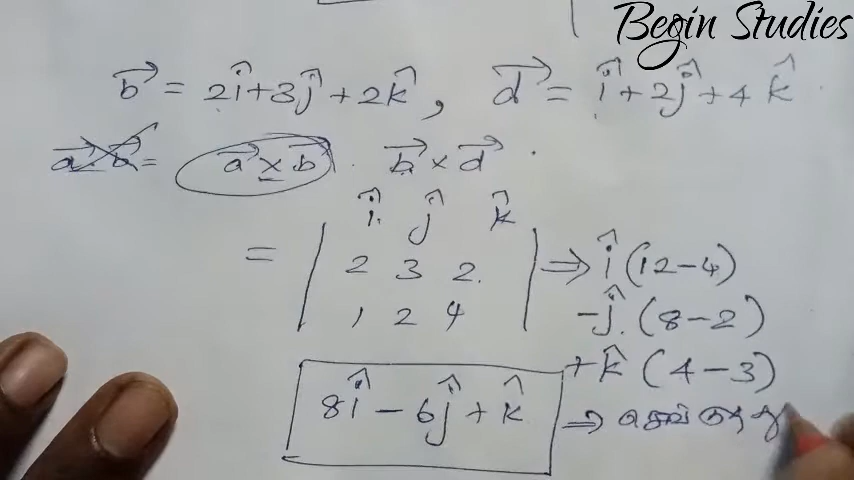 Begin Studies
b⃗ = 2î+3ĵ+2k̂, d⃗ = î+2ĵ+4k̂
a⃗×b⃗ . b⃗×d⃗ .
î ĵ k̂
= | 2 3 2 | ⇒ î(12-4)
1 2 4 -ĵ(8-2)
+k̂(4-3)
8î - 6ĵ + k̂ ⇒